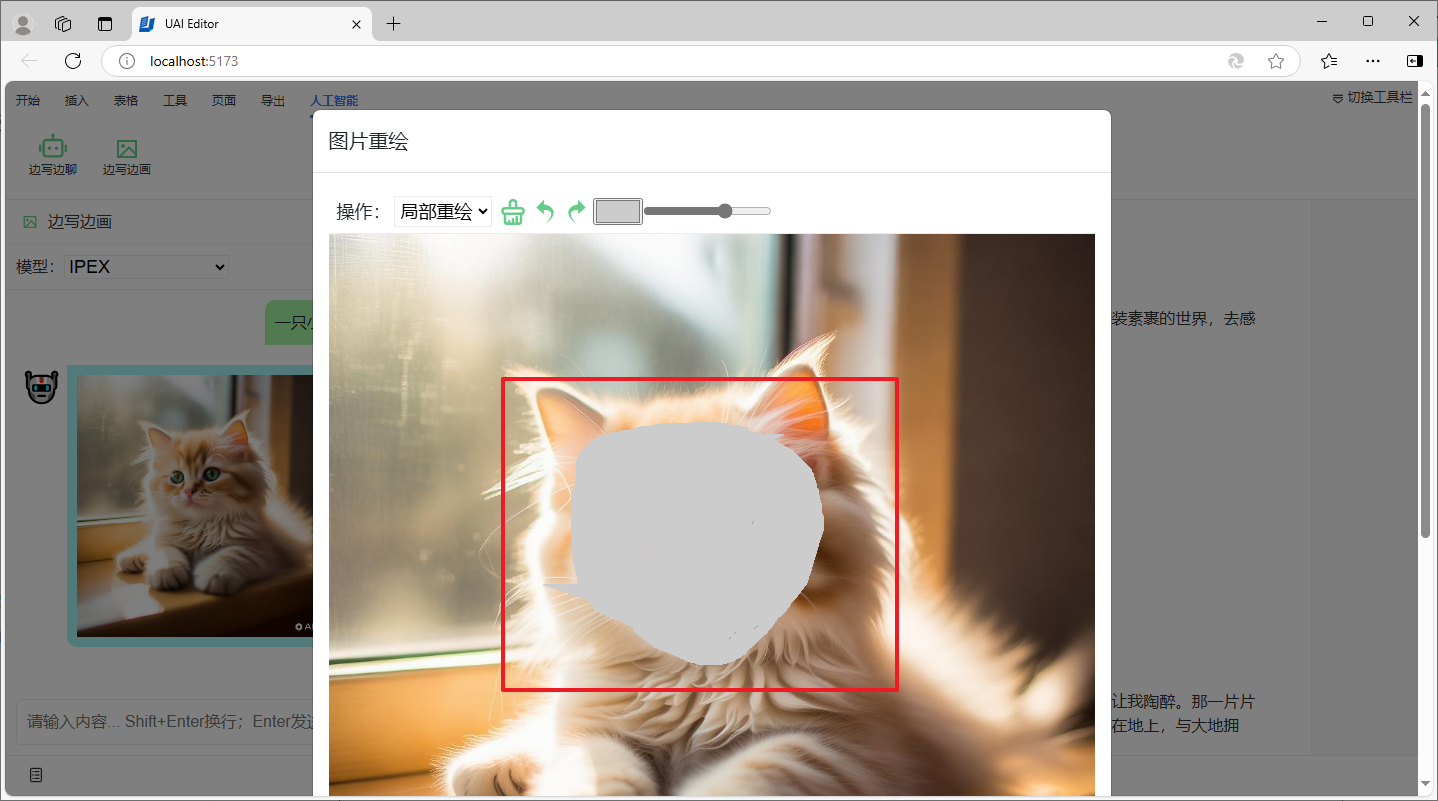 UAI Editor
localhost:5173
开始 插入 表格 工具 页面 导出 人工智能
切换工具栏
边写边聊 边写边画
图片重绘
操作： 局部重绘
边写边画
模型： IPEX
一只
装素裹的世界，去感
让我陶醉。那一片片
请输入内容... Shift+Enter换行；Enter发
在地上，与大地拥